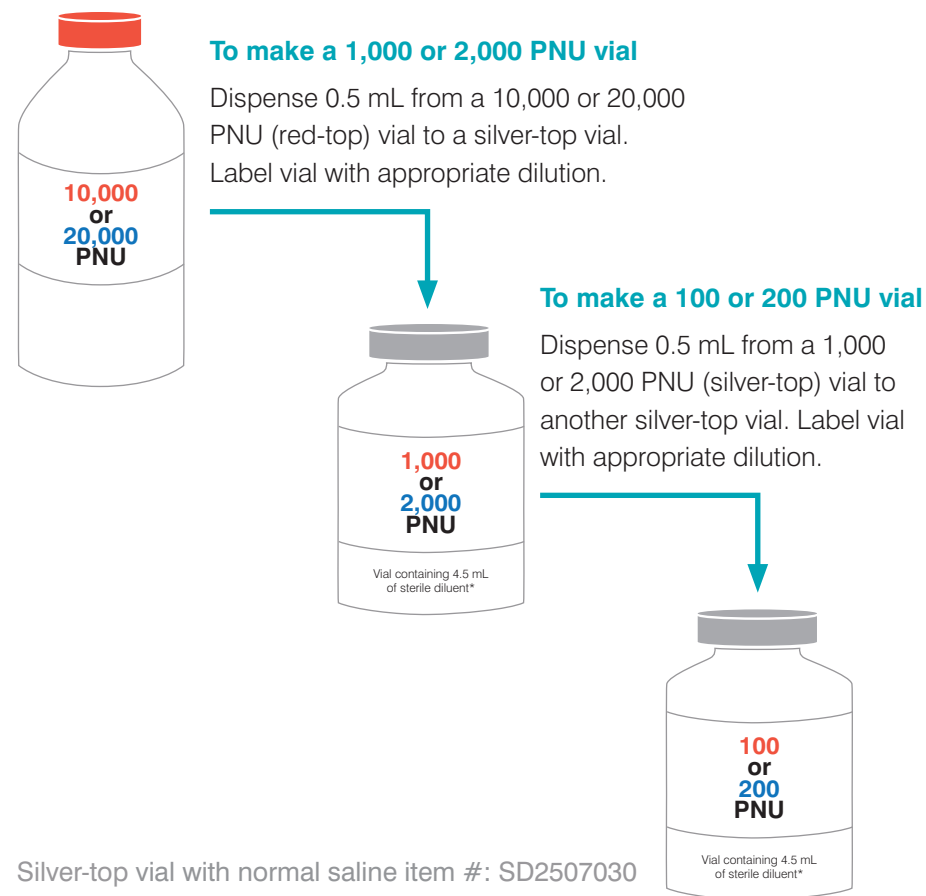 To make a 1,000 or 2,000 PNU vial
Dispense 0.5 mL from a 10,000 or 20,000
PNU (red-top) vial to a silver-top vial.
Label vial with appropriate dilution.
10,000
or
20,000
PNU
To make a 100 or 200 PNU vial
Dispense 0.5 mL from a 1,000
or 2,000 PNU (silver-top) vial to
another silver-top vial. Label vial
with appropriate dilution.
1,000
or
2,000
PNU
Vial containing 4.5 mL
of sterile diluent*
100
or
200
PNU
Vial containing 4.5 mL
of sterile diluent*
Silver-top vial with normal saline item #: SD2507030